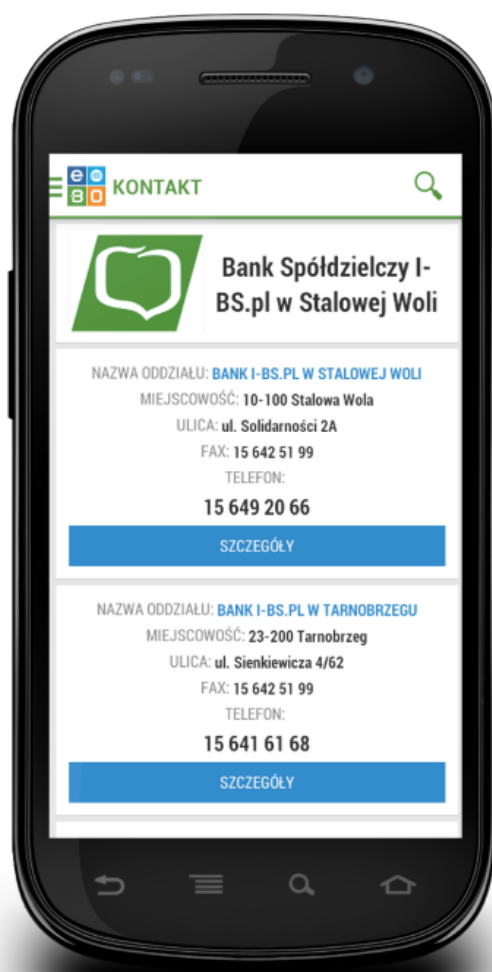 e @
B O KONTAKT
Bank Spółdzielczy I-
BS.pl w Stalowej Woli
NAZWA ODDZIAŁU: BANK I-BS.PL W STALOWEJ WOLI
MIEJSCOWOŚĆ: 10-100 Stalowa Wola
ULICA: ul. Solidarności 2A
FAX: 15 642 51 99
TELEFON:
15 649 20 66
SZCZEGÓŁY
NAZWA ODDZIAŁU: BANK I-BS.PL W TARNOBRZEGU
MIEJSCOWOŚĆ: 23-200 Tarnobrzeg
ULICA: ul. Sienkiewicza 4/62
FAX: 15 642 51 99
TELEFON:
15 641 61 68
SZCZEGÓŁY